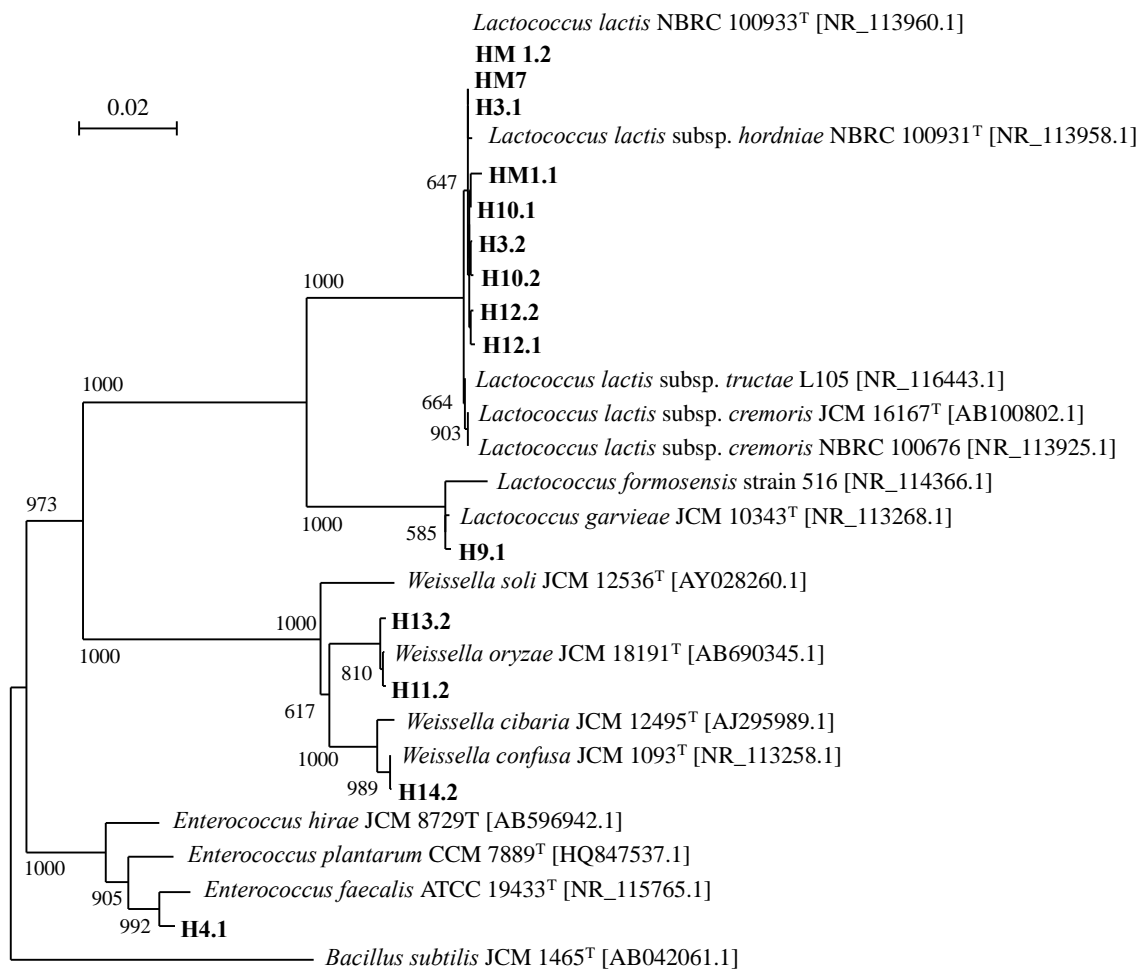 Lactococcus lactis NBRC 100933ᵀ [NR_113960.1]
HM 1.2
HM7
0.02
H3.1
Lactococcus lactis subsp. hordniae NBRC 100931ᵀ [NR_113958.1]
647
HM1.1
H10.1
H3.2
H10.2
1000
H12.2
H12.1
1000
Lactococcus lactis subsp. tructae L105 [NR_116443.1]
664
Lactococcus lactis subsp. cremoris JCM 16167ᵀ [AB100802.1]
903
Lactococcus lactis subsp. cremoris NBRC 100676 [NR_113925.1]
Lactococcus formosensis strain 516 [NR_114366.1]
973
1000
585
Lactococcus garvieae JCM 10343ᵀ [NR_113268.1]
H9.1
Weissella soli JCM 12536ᵀ [AY028260.1]
1000
H13.2
1000
Weissella oryzae JCM 18191ᵀ [AB690345.1]
810
H11.2
617
Weissella cibaria JCM 12495ᵀ [AJ295989.1]
1000
Weissella confusa JCM 1093ᵀ [NR_113258.1]
989
H14.2
Enterococcus hirae JCM 8729T [AB596942.1]
1000
Enterococcus plantarum CCM 7889ᵀ [HQ847537.1]
905
Enterococcus faecalis ATCC 19433ᵀ [NR_115765.1]
992
H4.1
Bacillus subtilis JCM 1465ᵀ [AB042061.1]